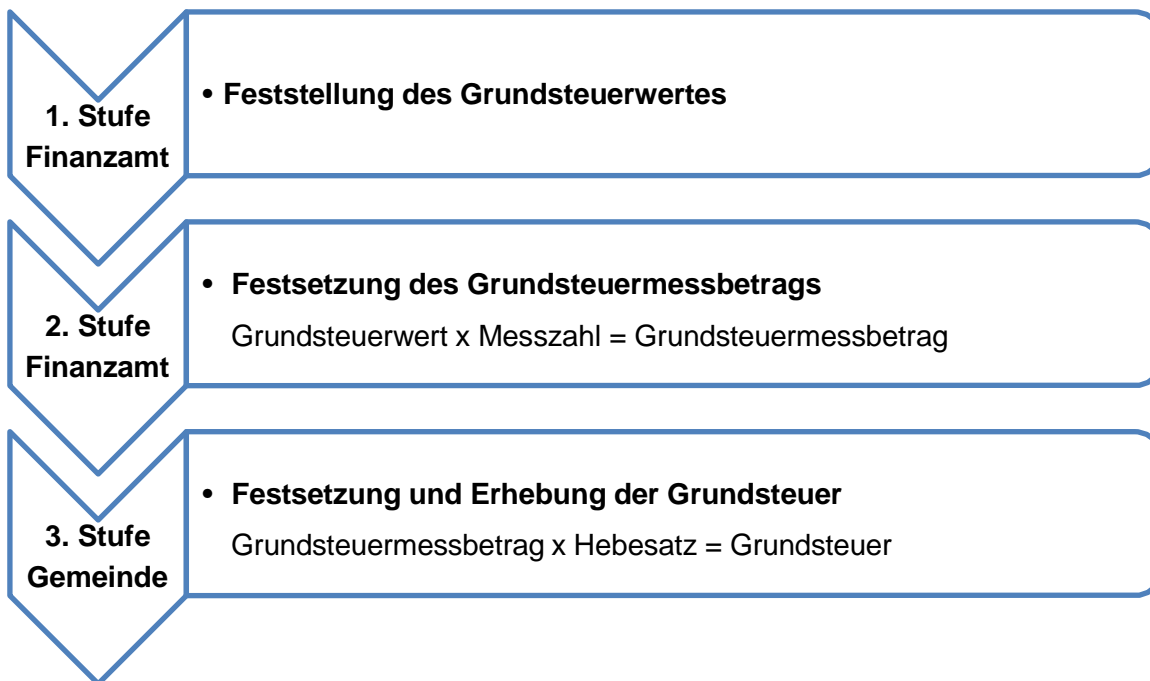 1. Stufe
Finanzamt
• Feststellung des Grundsteuerwertes
2. Stufe
Finanzamt
• Festsetzung des Grundsteuermessbetrags
Grundsteuerwert x Messzahl = Grundsteuermessbetrag
3. Stufe
Gemeinde
• Festsetzung und Erhebung der Grundsteuer
Grundsteuermessbetrag x Hebesatz = Grundsteuer